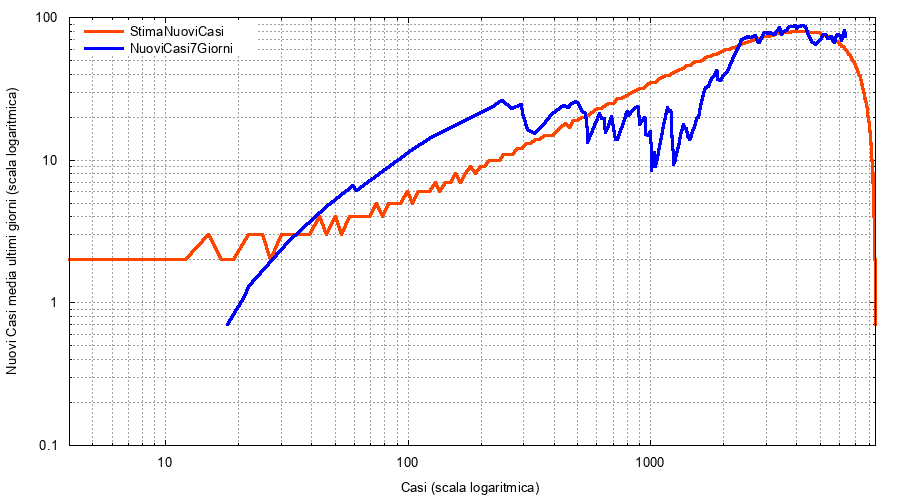 100
10
1
0.1
StimaNuoviCasi
NuoviCasi7Giorni
Nuovi Casi media ultimi giorni (scala logaritmica)
10
100
1000
Casi (scala logaritmica)